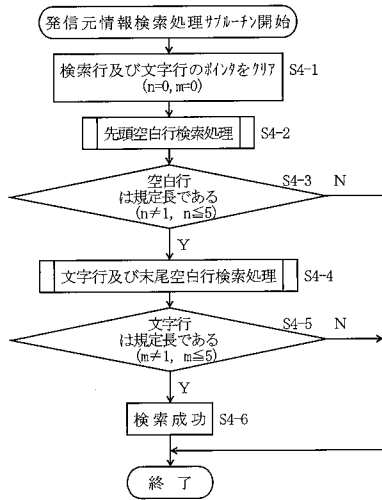 発信元情報検索処理サブルーチン開始
検索行及び文字行のポインタをクリア
(n=0,m=0)
S4-1
先頭空白行検索処理
S4-2
空白行
は規定長である
(n≠1, n≦5)
S4-3
N
Y
文字行及び末尾空白行検索処理
S4-4
文字行
は規定長である
(m≠1, m≦5)
S4-5
N
Y
検索成功
S4-6
終了